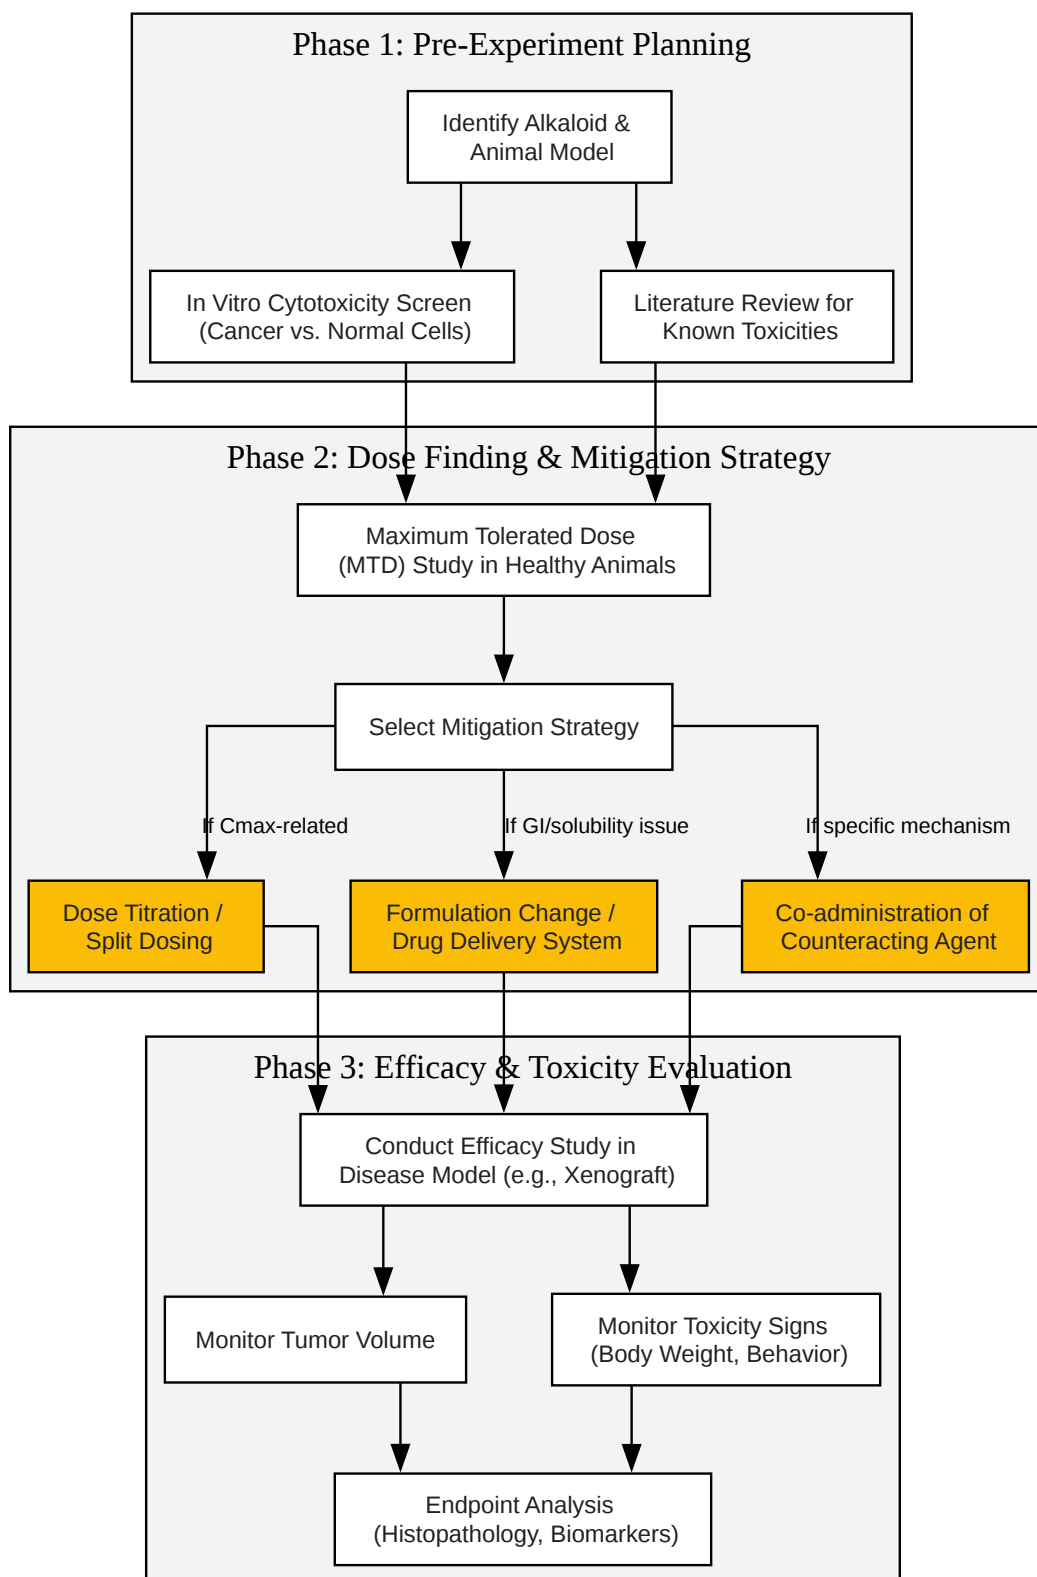 Phase 1: Pre-Experiment Planning
Identify Alkaloid &
Animal Model
In Vitro Cytotoxicity Screen
(Cancer vs. Normal Cells)
Literature Review for
Known Toxicities
Phase 2: Dose Finding & Mitigation Strategy
Maximum Tolerated Dose
(MTD) Study in Healthy Animals
Select Mitigation Strategy
If Cmax-related
If GI/solubility issue
If specific mechanism
Dose Titration /
Split Dosing
Formulation Change /
Drug Delivery System
Co-administration of
Counteracting Agent
Phase 3: Efficacy & Toxicity Evaluation
Conduct Efficacy Study in
Disease Model (e.g., Xenograft)
Monitor Tumor Volume
Monitor Toxicity Signs
(Body Weight, Behavior)
Endpoint Analysis
(Histopathology, Biomarkers)